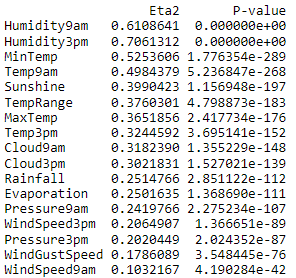 Eta2 P-value
Humidity9am 0.6108641 0.000000e+00
Humidity3pm 0.7061312 0.000000e+00
MinTemp 0.5253606 1.776354e-289
Temp9am 0.4984379 5.236847e-268
Sunshine 0.3990423 1.156948e-197
TempRange 0.3760301 4.798873e-183
MaxTemp 0.3651856 2.417734e-176
Temp3pm 0.3244592 3.695141e-152
Cloud9am 0.3182390 1.355229e-148
Cloud3pm 0.3021831 1.527021e-139
Rainfall 0.2514766 2.851122e-112
Evaporation 0.2501635 1.368690e-111
Pressure9am 0.2419766 2.275234e-107
WindSpeed3pm 0.2064907 1.366651e-89
Pressure3pm 0.2020449 2.024352e-87
WindGustSpeed 0.1786089 3.548445e-76
WindSpeed9am 0.1032167 4.190284e-42